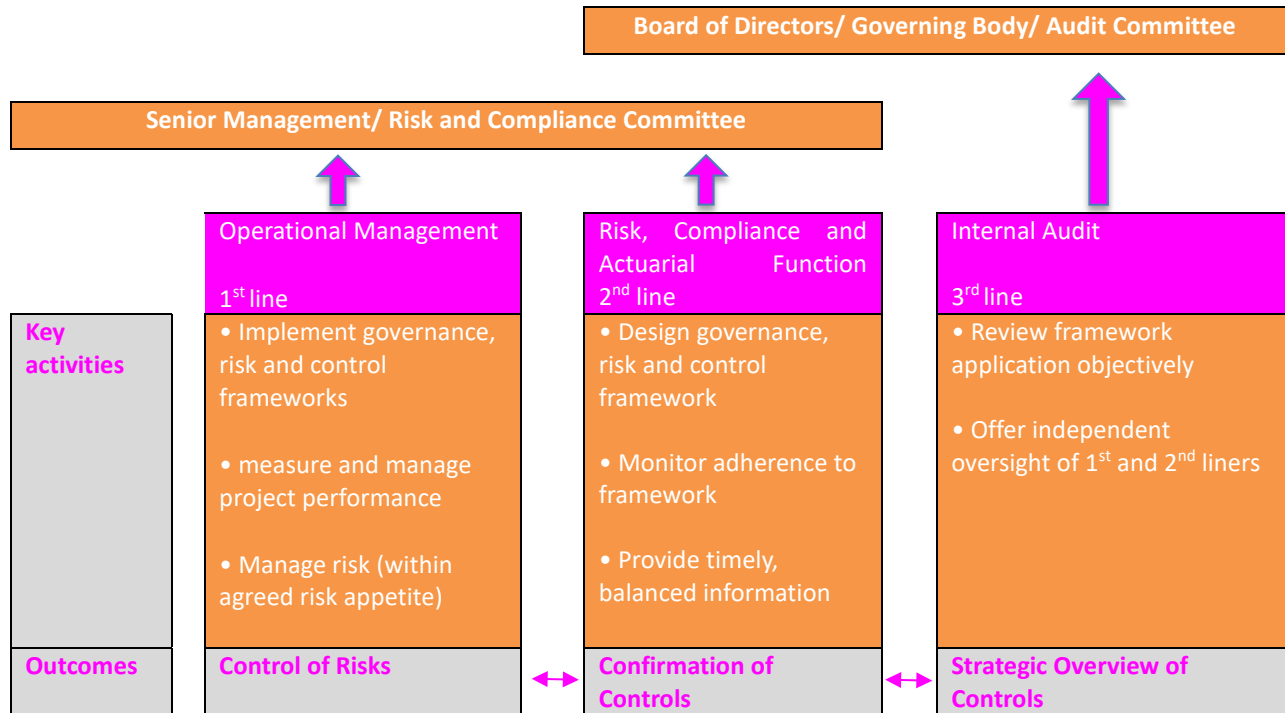 Board of Directors/ Governing Body/ Audit Committee
Senior Management/ Risk and Compliance Committee
Operational Management
1st line
Risk, Compliance and
Actuarial Function
2nd line
Internal Audit
3rd line
Key
activities
• Implement governance,
risk and control
frameworks
• measure and manage
project performance
• Manage risk (within
agreed risk appetite)
• Design governance,
risk and control
framework
• Monitor adherence to
framework
• Provide timely,
balanced information
• Review framework
application objectively
• Offer independent
oversight of 1st and 2nd liners
Outcomes
Control of Risks
Confirmation of
Controls
Strategic Overview of
Controls